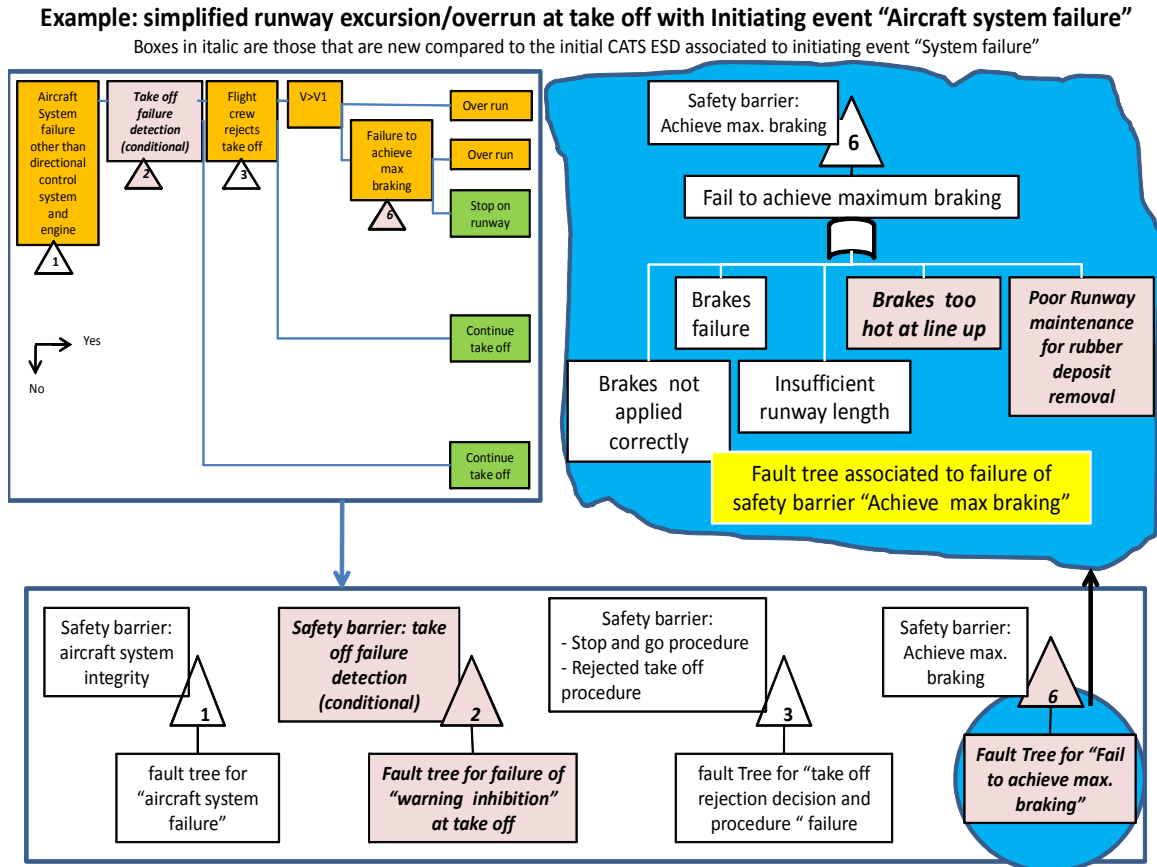 Example: simplified runway excursion/overrun at take off with Initiating event “Aircraft system failure”
Boxes in italic are those that are new compared to the initial CATS ESD associated to initiating event “System failure”
Aircraft
System
failure
other than
directional
control
system
and
engine
1
Take off
failure
detection
(conditional)
2
Flight
crew
rejects
take off
3
V>V1
Failure to
achieve
max
braking
6
Over run
Over run
Stop on
runway
Continue
take off
Continue
take off
Yes
No
Safety barrier:
Achieve max. braking
6
Fail to achieve maximum braking
Brakes not
applied
correctly
Brakes
failure
Insufficient
runway length
Brakes too
hot at line up
Poor Runway
maintenance
for rubber
deposit
removal
Fault tree associated to failure of
safety barrier “Achieve max braking”
Safety barrier:
aircraft system
integrity
1
fault tree for
“aircraft system
failure”
Safety barrier: take
off failure
detection
(conditional)
2
Fault tree for failure of
“warning inhibition”
at take off
Safety barrier:
- Stop and go procedure
- Rejected take off
procedure
3
fault Tree for “take off
rejection decision and
procedure “ failure
Safety barrier:
Achieve max.
braking
6
Fault Tree for “Fail
to achieve max.
braking”